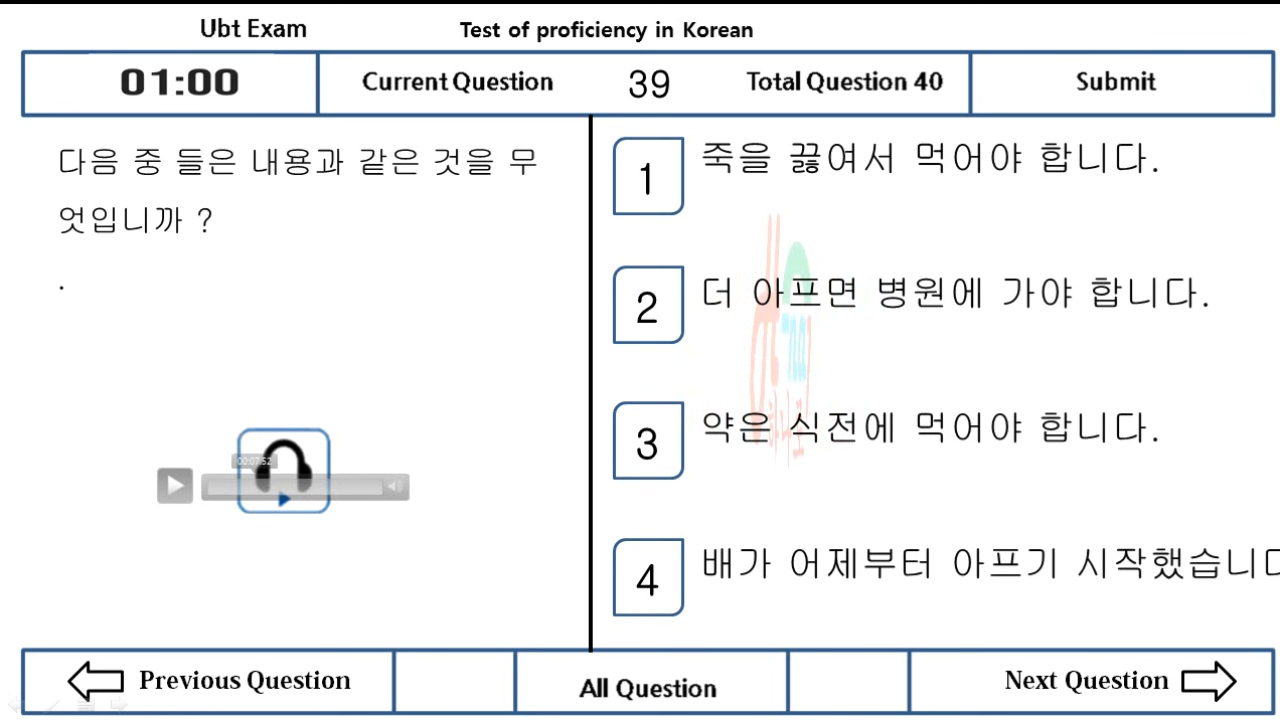 Ubt Exam
Test of proficiency in Korean
01:00
Current Question 39 Total Question 40
Submit
다음 중 들은 내용과 같은 것을 무
엇입니까 ?
.
00:07:52
1 죽을 끓여서 먹어야 합니다.
2 더 아프면 병원에 가야 합니다.
3 약은 식전에 먹어야 합니다.
4 배가 어제부터 아프기 시작했습니다
Previous Question
All Question
Next Question